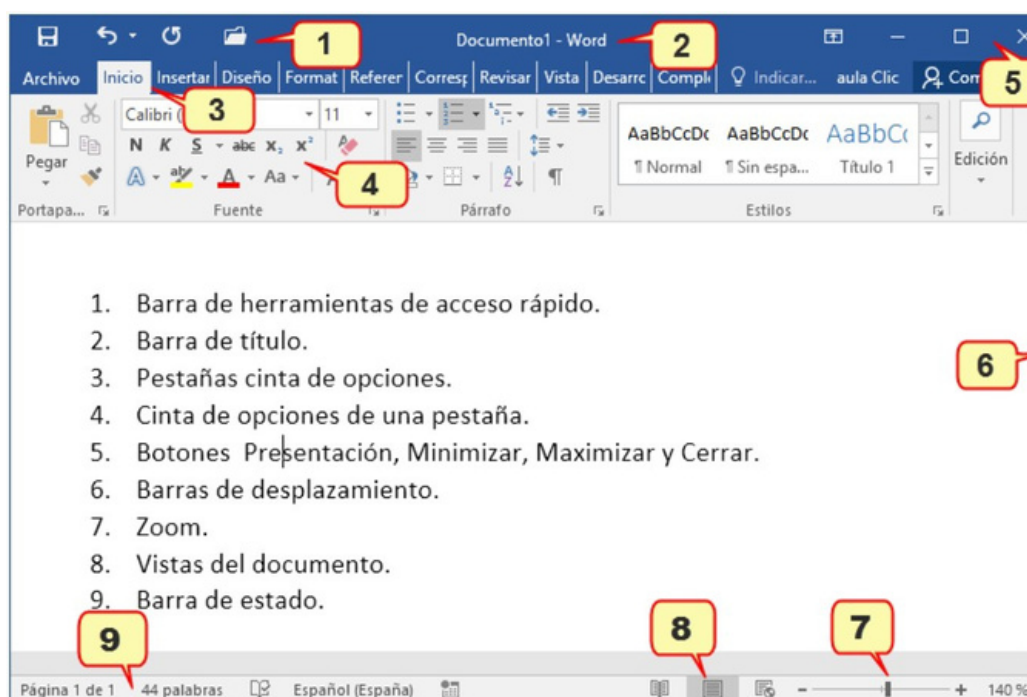 1
Documento1 - Word
2
5
Archivo Inicio Insertar Diseño Format Referer Corresp Revisar Vista Desarro Comple Indicar... aula Clic Com
3
Calibri ( 11
N K S abc x₂ x²
A aby A Aa A
4
Pegar
AaBbCcDc AaBbCcDc AaBbCc
¶ Normal ¶ Sin espa... Título 1
Edición
Portapa... Fuente Párrafo Estilos
1. Barra de herramientas de acceso rápido.
2. Barra de título.
3. Pestañas cinta de opciones.
4. Cinta de opciones de una pestaña.
5. Botones Presentación, Minimizar, Maximizar y Cerrar.
6. Barras de desplazamiento.
7. Zoom.
8. Vistas del documento.
9. Barra de estado.
6
9
8
7
Página 1 de 1 44 palabras Español (España) 140 %